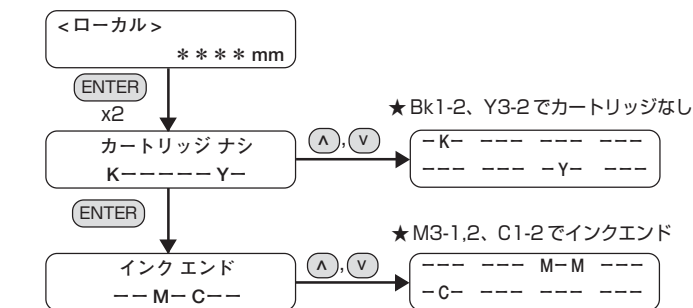 <ローカル>
＊＊＊＊mm
ENTER
x2
★ Bk1-2、Y3-2でカートリッジなし
カートリッジ ナシ
K－－－－－Y－
∧ , ∨
－K－ －－－ －－－ －－－
－－－ －－－ －Y－ －－－
ENTER
★ M3-1,2、C1-2でインクエンド
インク エンド
－－M－C－－
∧ , ∨
－－－ －－－ M－M －－－
－C－ －－－ －－－ －－－